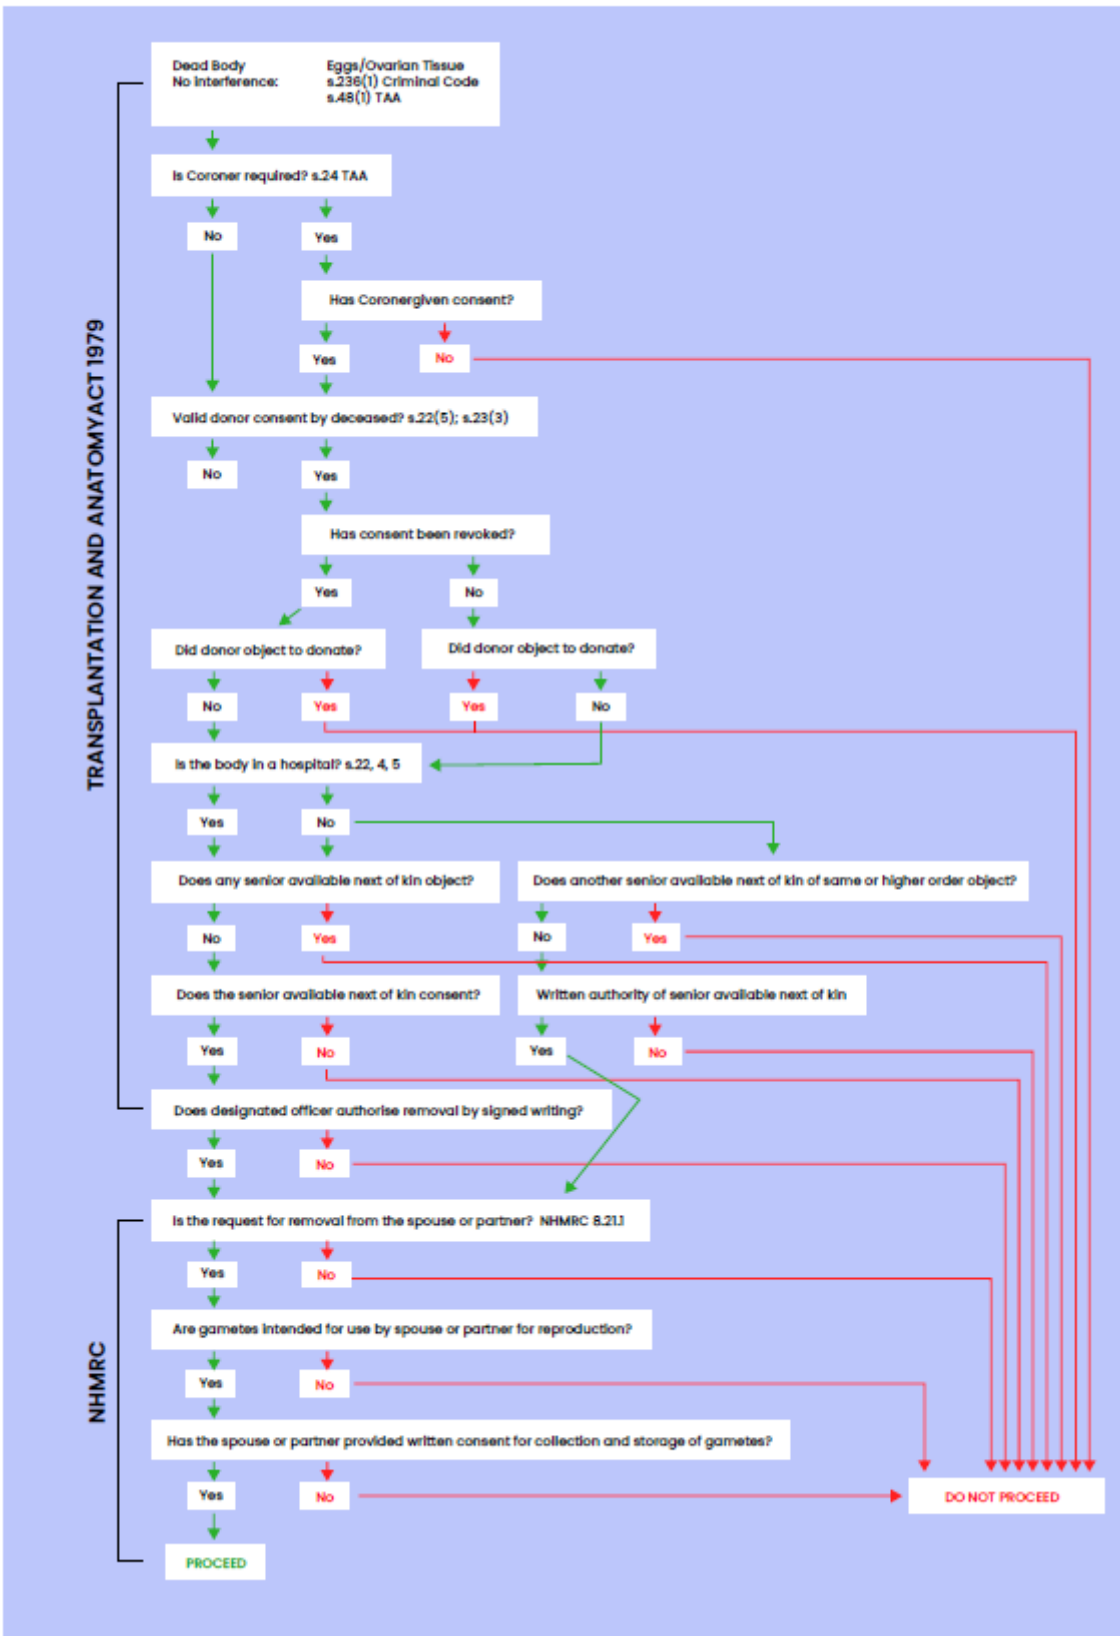 Dead Body Eggs/Ovarian Tissue
No interference: s.236(1) Criminal Code
s.48(1) TAA
Is Coroner required? s.24 TAA
No Yes
Has Coronergiven consent?
Yes No
Valid donor consent by deceased? s.22(5); s.23(3)
No Yes
Has consent been revoked?
Yes No
Did donor object to donate? Did donor object to donate?
No Yes Yes No
Is the body in a hospital? s.22, 4, 5
Yes No
Does any senior available next of kin object? Does another senior available next of kin of same or higher order object?
No Yes No Yes
Does the senior available next of kin consent? Written authority of senior available next of kin
Yes No Yes No
Does designated officer authorise removal by signed writing?
Yes No
TRANSPLANTATION AND ANATOMYACT 1979
Is the request for removal from the spouse or partner? NHMRC 8.21.1
Yes No
Are gametes intended for use by spouse or partner for reproduction?
Yes No
Has the spouse or partner provided written consent for collection and storage of gametes?
Yes No DO NOT PROCEED
PROCEED
NHMRC